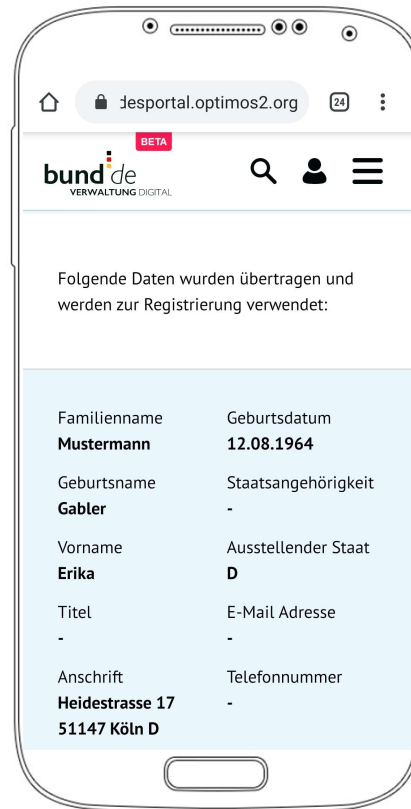 desportal.optimos2.org
24
BETA
bund.de
VERWALTUNG DIGITAL
Folgende Daten wurden übertragen und
werden zur Registrierung verwendet:
Familienname
Mustermann
Geburtsdatum
12.08.1964
Geburtsname
Gabler
Staatsangehörigkeit
-
Vorname
Erika
Ausstellender Staat
D
Titel
-
E-Mail Adresse
-
Anschrift
Heidestrasse 17
51147 Köln D
Telefonnummer
-